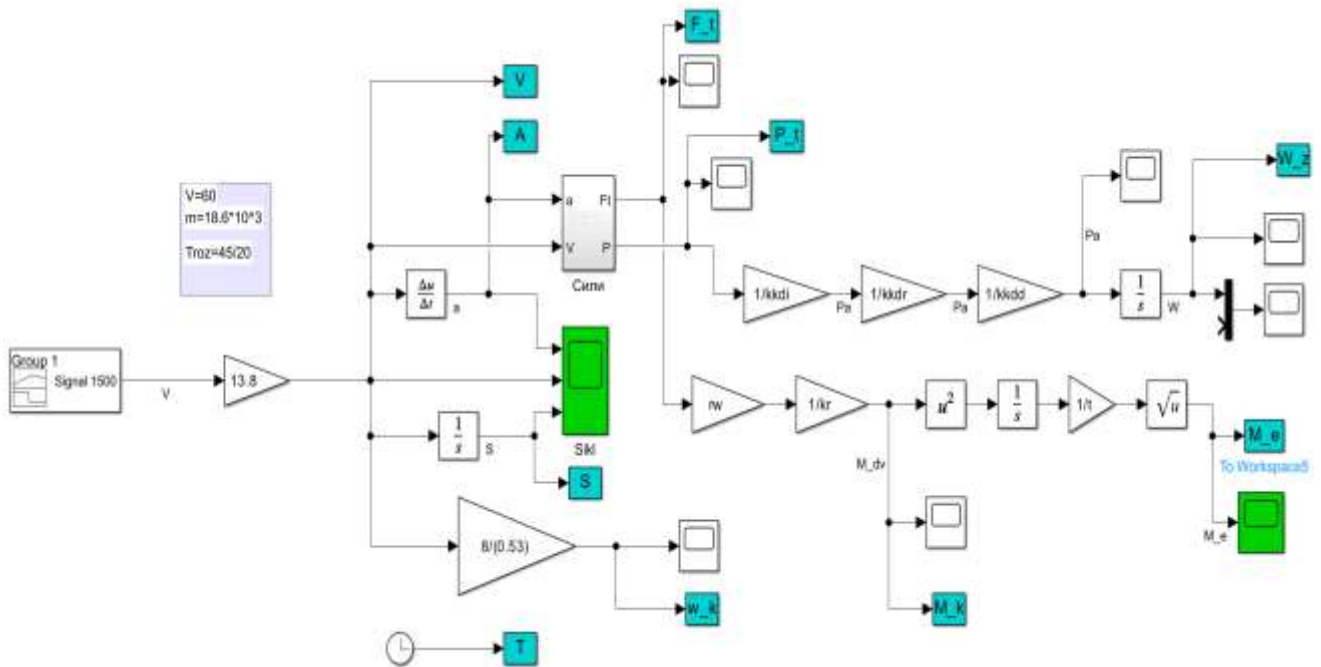 F_t
V
P_t
A
W_z
V=60
m=18.6*10^3
Troz=45/20
a
Ft
V
P
Сили
Pa
Δu
Δt
a
1/kkdi
Pa
1/kkdr
Pa
1/kkdd
1
s
W
Group 1
Signal 1500
V
13.8
Sikl
1
s
S
S
rw
1/kr
M_dv
u²
1
s
1/t
√u
M_e
To Workspace5
M_e
8/(0.53)
w_k
M_k
T